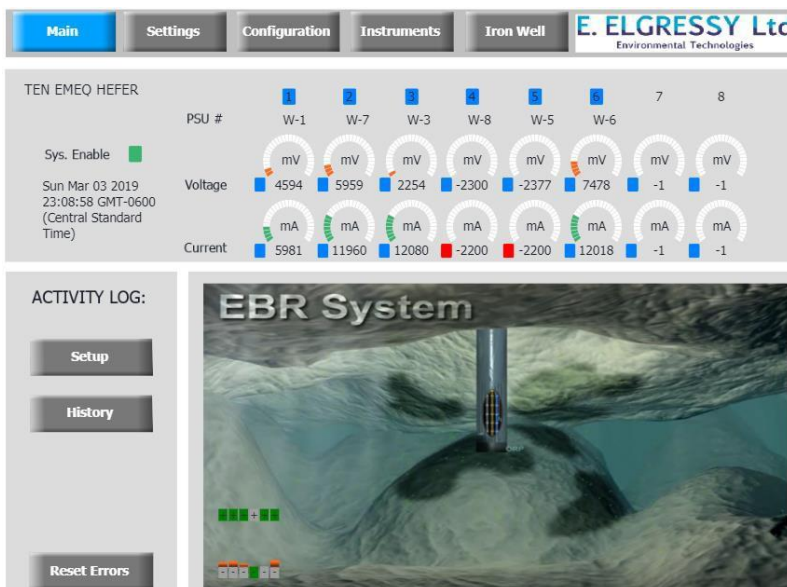 Main Settings Configuration Instruments Iron Well E. ELGRESSY Ltd
Environmental Technologies
TEN EMEQ HEFER
1 2 3 4 5 6 7 8
PSU # W-1 W-7 W-3 W-8 W-5 W-6
Sys. Enable
mV mV mV mV mV mV mV mV
Sun Mar 03 2019
23:08:58 GMT-0600
(Central Standard
Time)
Voltage 4594 5959 2254 -2300 -2377 7478 -1 -1
mA mA mA mA mA mA mA mA
Current 5981 11960 12080 -2200 -2200 12018 -1 -1
ACTIVITY LOG:
EBR System
Setup
History
Reset Errors